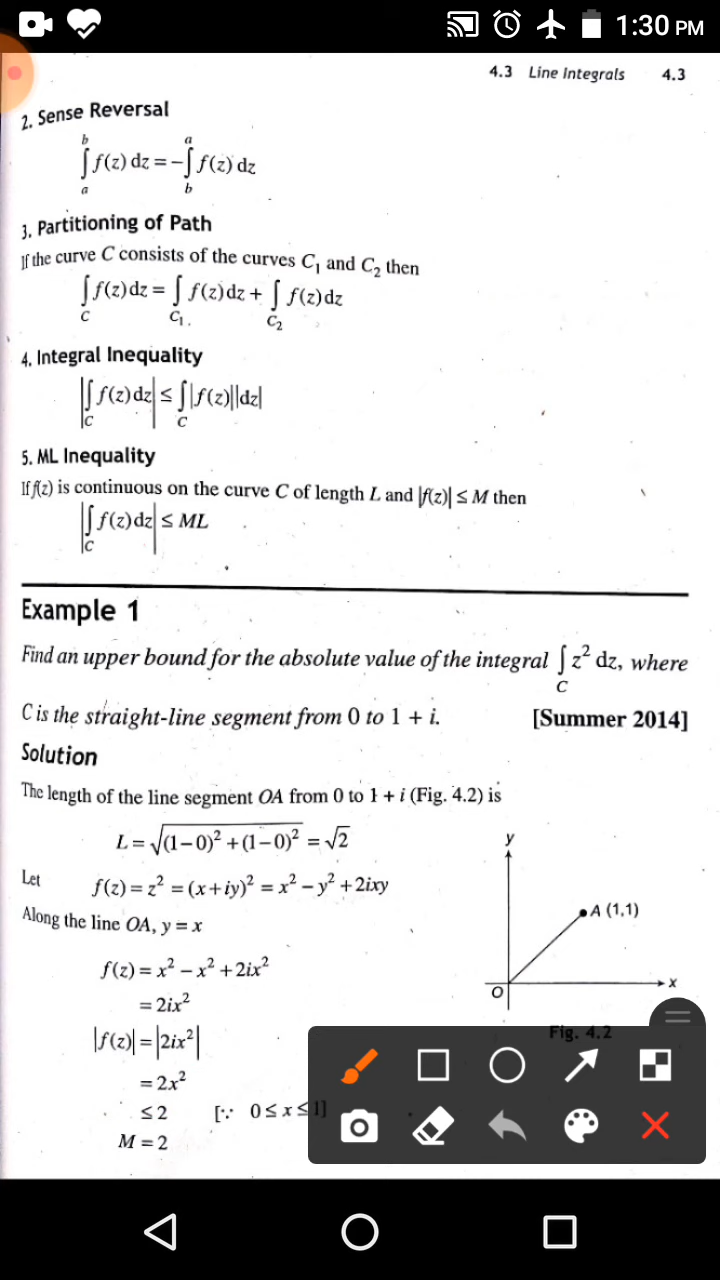 1:30 PM
4.3 Line Integrals 4.3
2. Sense Reversal
∫_a^b f(z) dz = –∫_b^a f(z) dz
3. Partitioning of Path
If the curve C consists of the curves C₁ and C₂ then
∫_C f(z) dz = ∫_C₁ f(z) dz + ∫_C₂ f(z) dz
4. Integral Inequality
|∫_C f(z) dz| ≤ ∫_C |f(z)||dz|
5. ML Inequality
If f(z) is continuous on the curve C of length L and |f(z)| ≤ M then
|∫_C f(z) dz| ≤ ML
Example 1
Find an upper bound for the absolute value of the integral ∫_C z² dz, where
C is the straight-line segment from 0 to 1 + i. [Summer 2014]
Solution
The length of the line segment OA from 0 to 1 + i (Fig. 4.2) is
L = √((1–0)² + (1–0)²) = √2
Let f(z) = z² = (x+iy)² = x² – y² + 2ixy
Along the line OA, y = x
f(z) = x² – x² + 2ix²
= 2ix²
|f(z)| = |2ix²|
= 2x²
≤ 2 [∵ 0 ≤ x ≤ 1]
M = 2
y
A (1,1)
O
x
Fig. 4.2